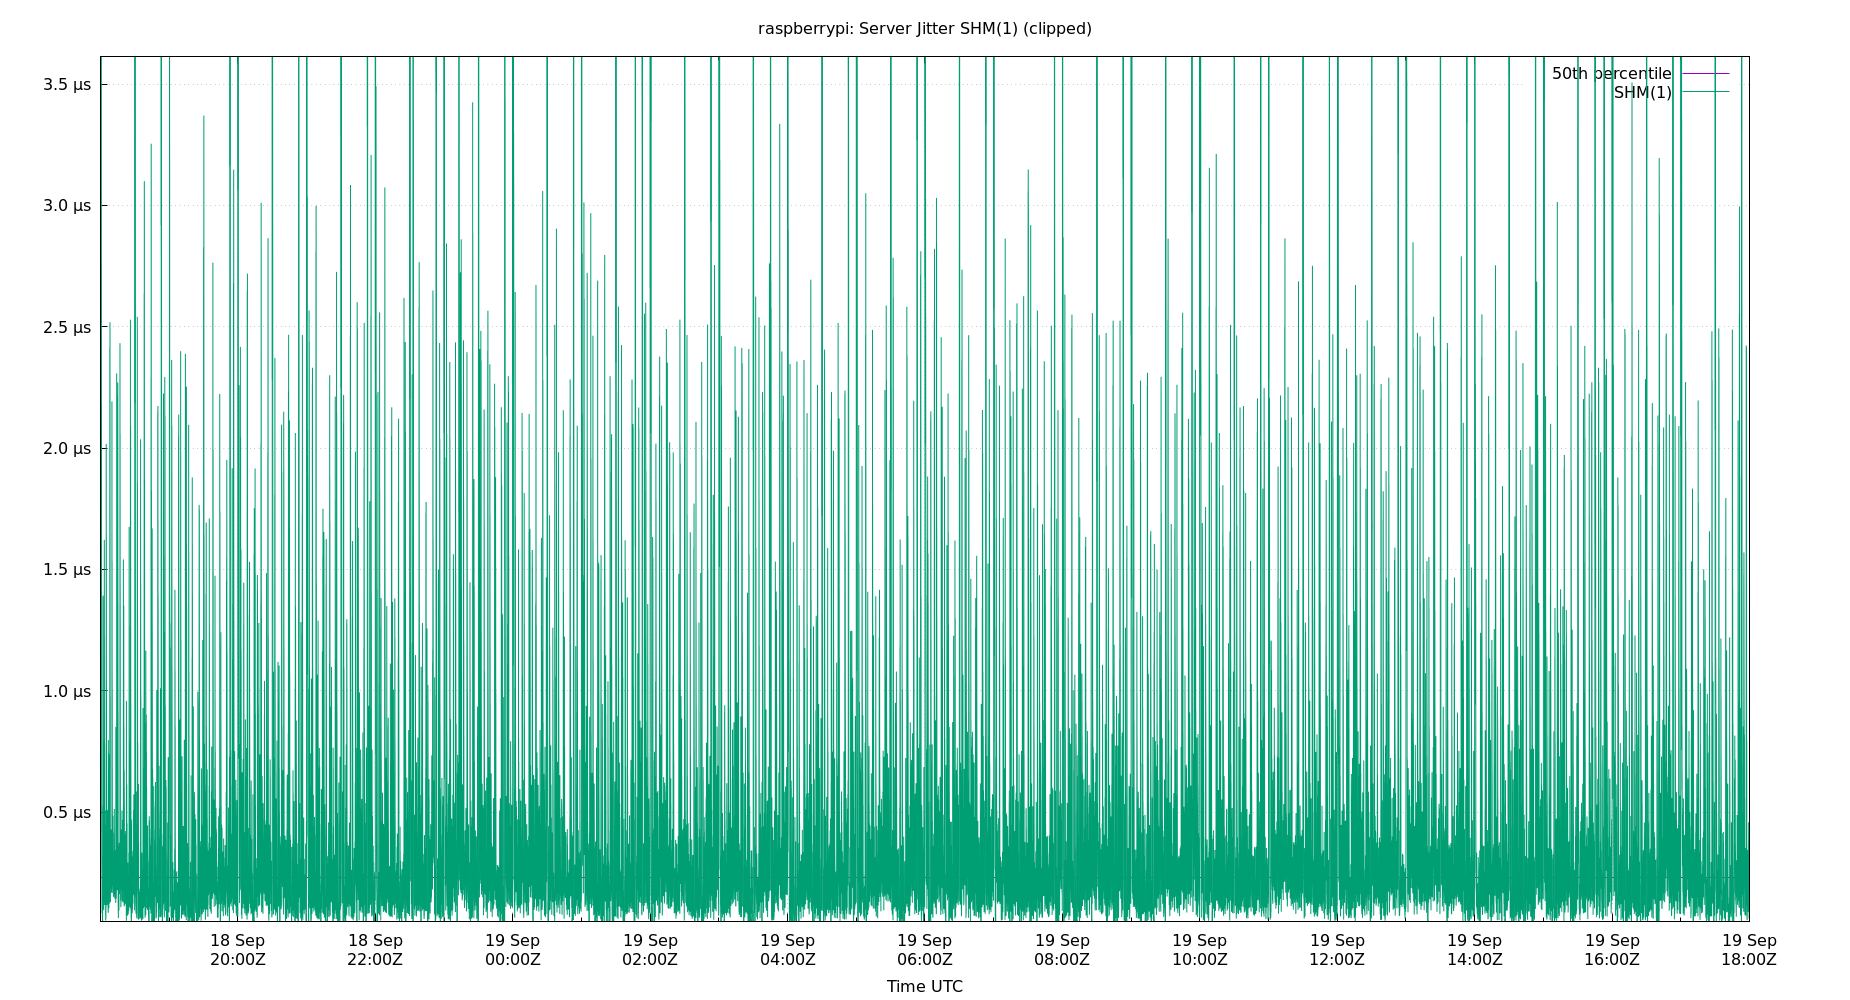 raspberrypi: Server Jitter SHM(1) (clipped)
50th percentile
SHM(1)
3.5 µs
3.0 µs
2.5 µs
2.0 µs
1.5 µs
1.0 µs
0.5 µs
18 Sep 18 Sep 19 Sep 19 Sep 19 Sep 19 Sep 19 Sep 19 Sep 19 Sep 19 Sep 19 Sep 19 Sep
20:00Z 22:00Z 00:00Z 02:00Z 04:00Z 06:00Z 08:00Z 10:00Z 12:00Z 14:00Z 16:00Z 18:00Z
Time UTC